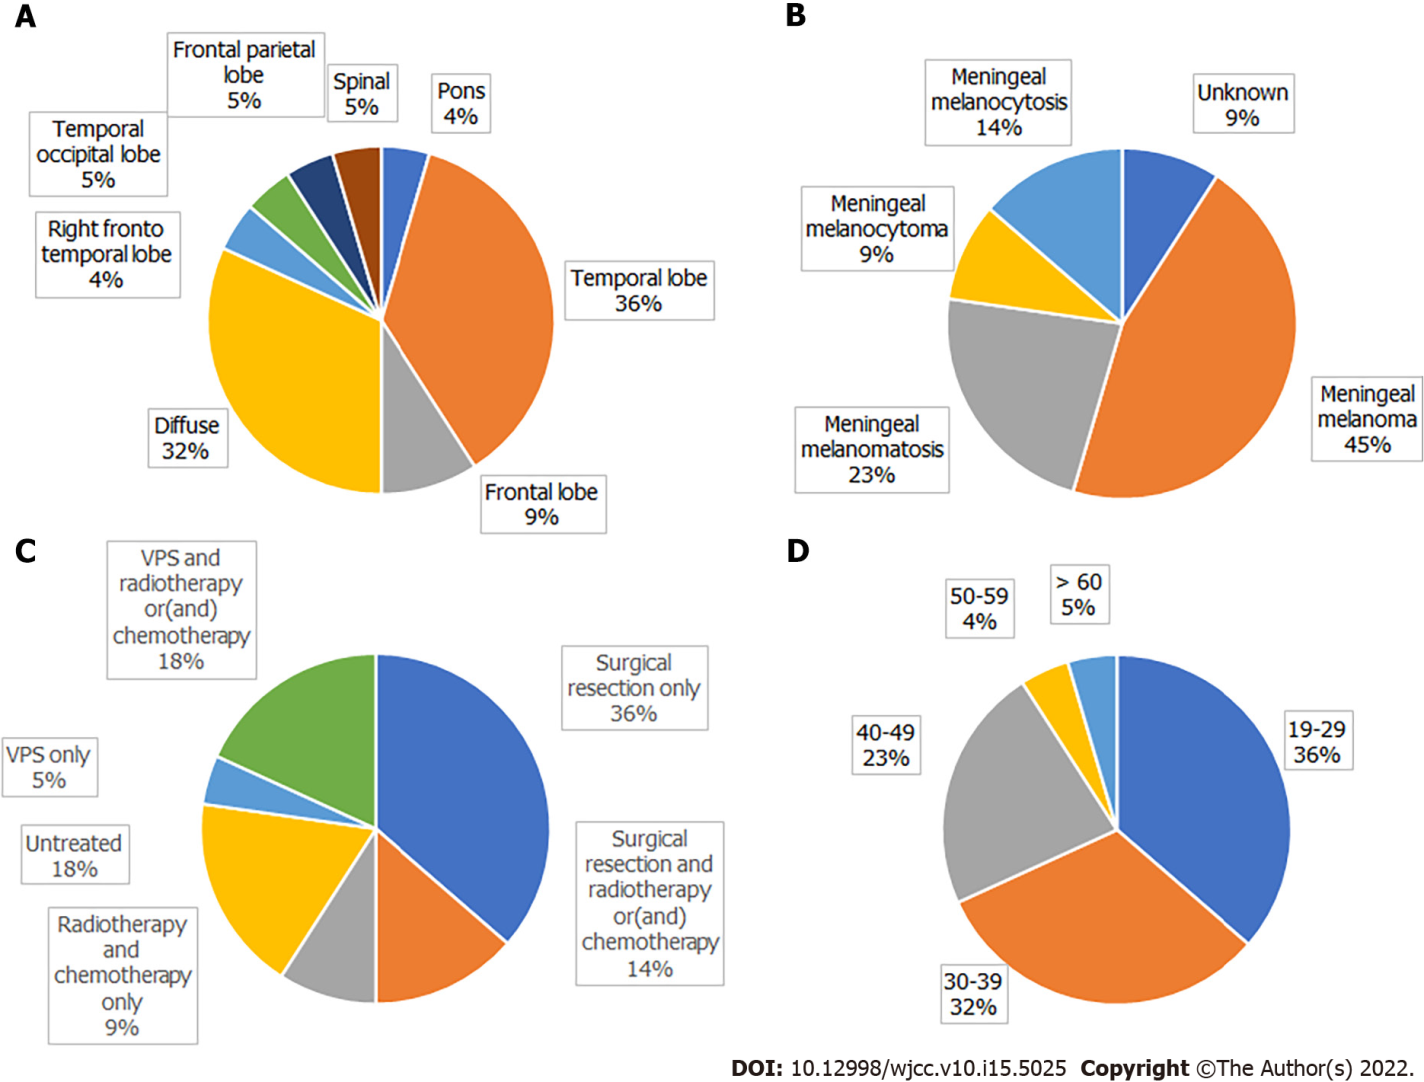 A
Frontal parietal
lobe
5%
Spinal
5%
Pons
4%
Temporal
occipital lobe
5%
Right fronto
temporal lobe
4%
Temporal lobe
36%
Diffuse
32%
Frontal lobe
9%
B
Meningeal
melanocytosis
14%
Unknown
9%
Meningeal
melanocytoma
9%
Meningeal
melanoma
45%
Meningeal
melanomatosis
23%
C
VPS and
radiotherapy
or(and)
chemotherapy
18%
Surgical
resection only
36%
VPS only
5%
Untreated
18%
Surgical
resection and
radiotherapy
or(and)
chemotherapy
14%
Radiotherapy
and
chemotherapy
only
9%
D
50-59
4%
> 60
5%
40-49
23%
19-29
36%
30-39
32%
DOI: 10.12998/wjcc.v10.i15.5025 Copyright ©The Author(s) 2022.